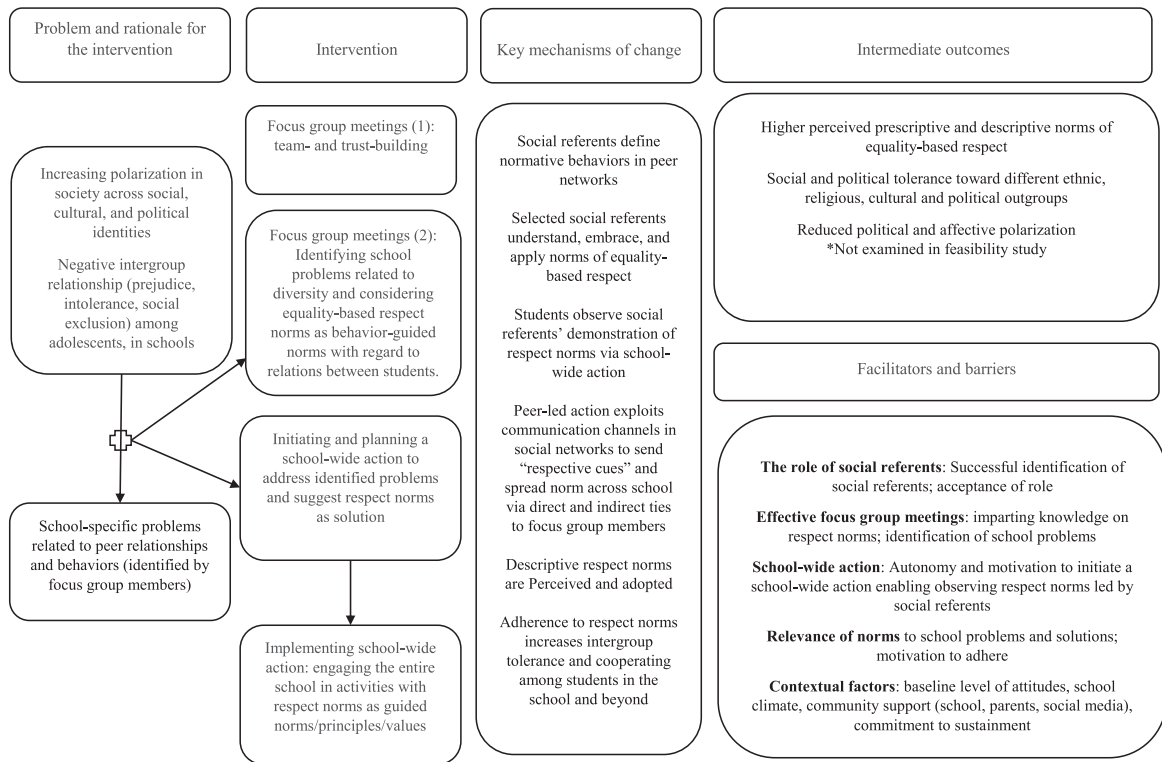 Problem and rationale for
the intervention
Increasing polarization in
society across social,
cultural, and political
identities
Negative intergroup
relationship (prejudice,
intolerance, social
exclusion) among
adolescents, in schools
School-specific problems
related to peer relationships
and behaviors (identified by
focus group members)
Intervention
Focus group meetings (1):
team- and trust-building
Focus group meetings (2):
Identifying school
problems related to
diversity and considering
equality-based respect
norms as behavior-guided
norms with regard to
relations between students.
Initiating and planning a
school-wide action to
address identified problems
and suggest respect norms
as solution
Implementing school-wide
action: engaging the entire
school in activities with
respect norms as guided
norms/principles/values
Key mechanisms of change
Social referents define
normative behaviors in peer
networks
Selected social referents
understand, embrace, and
apply norms of equality-
based respect
Students observe social
referents’ demonstration of
respect norms via school-
wide action
Peer-led action exploits
communication channels in
social networks to send
“respective cues” and
spread norm across school
via direct and indirect ties
to focus group members
Descriptive respect norms
are Perceived and adopted
Adherence to respect norms
increases intergroup
tolerance and cooperating
among students in the
school and beyond
Intermediate outcomes
Higher perceived prescriptive and descriptive norms of
equality-based respect
Social and political tolerance toward different ethnic,
religious, cultural and political outgroups
Reduced political and affective polarization
*Not examined in feasibility study
Facilitators and barriers
The role of social referents: Successful identification of
social referents; acceptance of role
Effective focus group meetings: imparting knowledge on
respect norms; identification of school problems
School-wide action: Autonomy and motivation to initiate a
school-wide action enabling observing respect norms led by
social referents
Relevance of norms to school problems and solutions;
motivation to adhere
Contextual factors: baseline level of attitudes, school
climate, community support (school, parents, social media),
commitment to sustainment